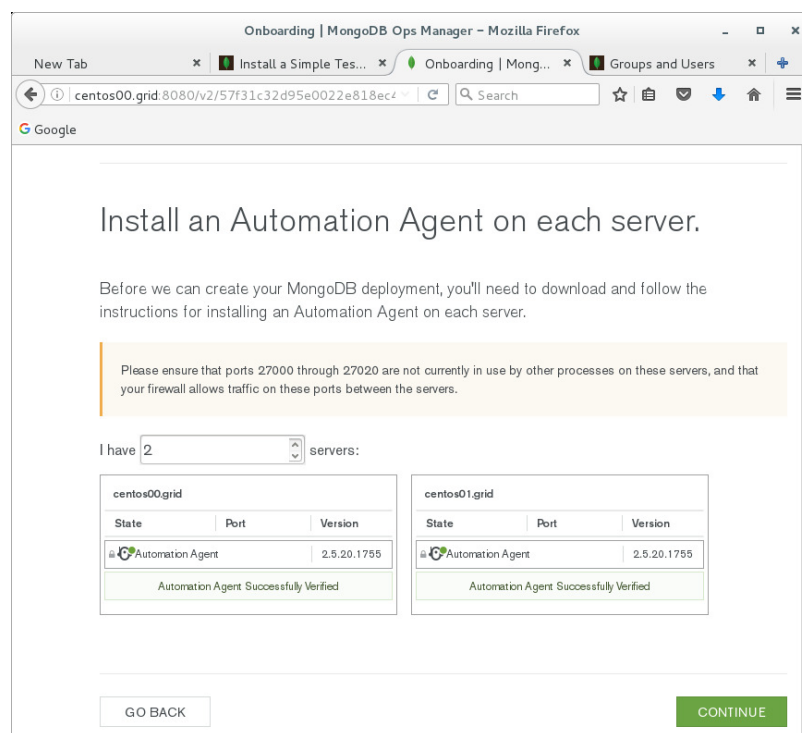 Onboarding | MongoDB Ops Manager - Mozilla Firefox
New Tab
Install a Simple Tes...
Onboarding | Mong...
Groups and Users
centos00.grid:8080/v2/57f31c32d95e0022e818ec4
Search
Google
Install an Automation Agent on each server.
Before we can create your MongoDB deployment, you'll need to download and follow the
instructions for installing an Automation Agent on each server.
Please ensure that ports 27000 through 27020 are not currently in use by other processes on these servers, and that
your firewall allows traffic on these ports between the servers.
I have 2 servers:
centos00.grid
State Port Version
Automation Agent 2.5.20.1755
Automation Agent Successfully Verified
centos01.grid
State Port Version
Automation Agent 2.5.20.1755
Automation Agent Successfully Verified
GO BACK
CONTINUE